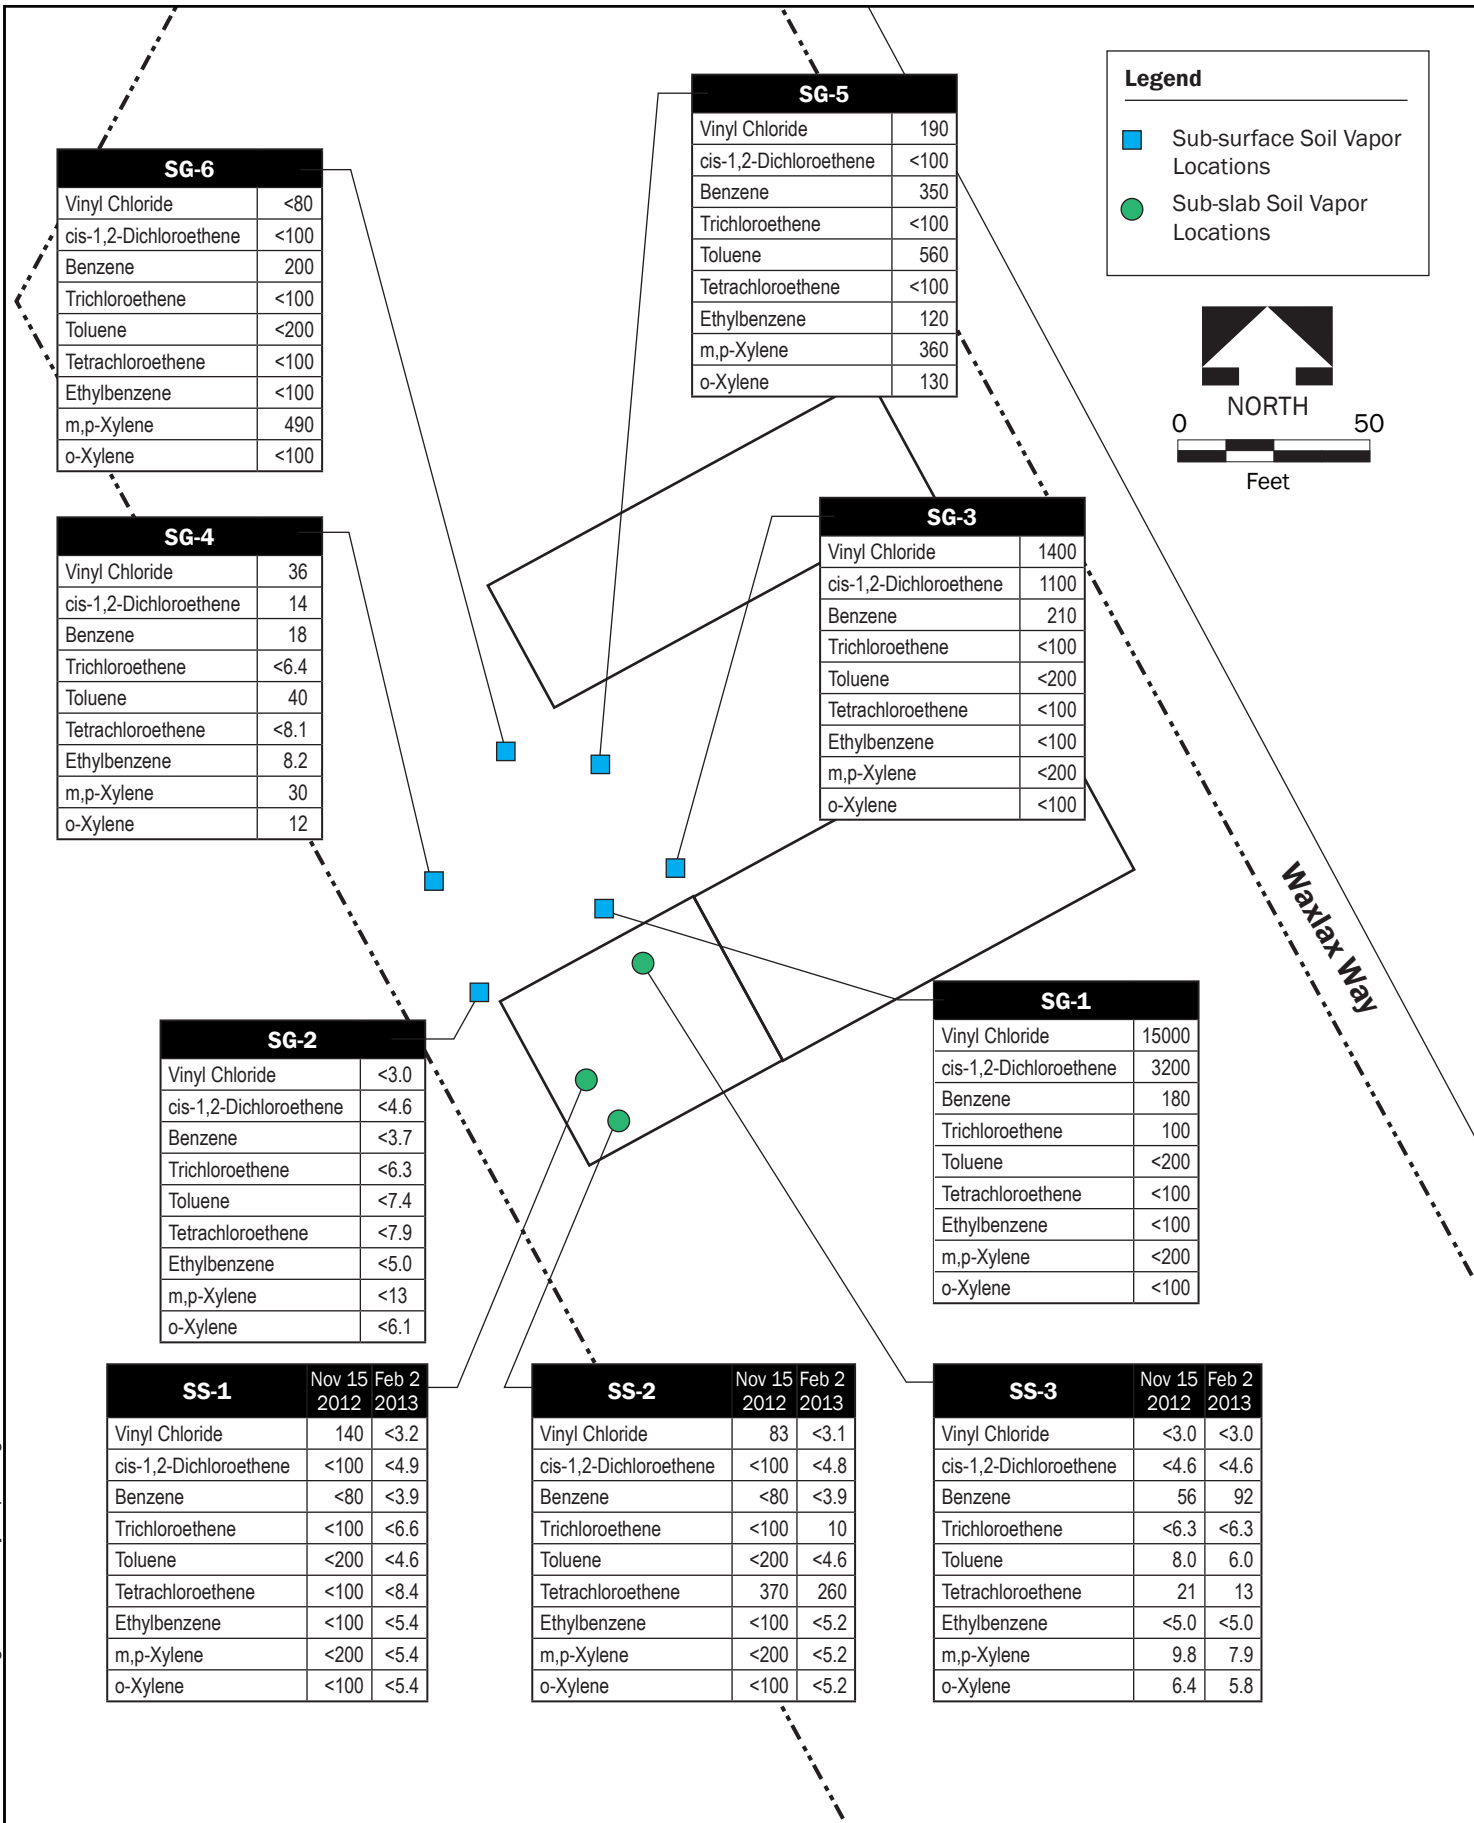 SG-5
Vinyl Chloride 190
cis-1,2-Dichloroethene <100
Benzene 350
Trichloroethene <100
Toluene 560
Tetrachloroethene <100
Ethylbenzene 120
m,p-Xylene 360
o-Xylene 130
Legend
Sub-surface Soil Vapor
Locations
Sub-slab Soil Vapor
Locations
NORTH
0 50
Feet
SG-6
Vinyl Chloride <80
cis-1,2-Dichloroethene <100
Benzene 200
Trichloroethene <100
Toluene <200
Tetrachloroethene <100
Ethylbenzene <100
m,p-Xylene 490
o-Xylene <100
SG-4
Vinyl Chloride 36
cis-1,2-Dichloroethene 14
Benzene 18
Trichloroethene <6.4
Toluene 40
Tetrachloroethene <8.1
Ethylbenzene 8.2
m,p-Xylene 30
o-Xylene 12
SG-3
Vinyl Chloride 1400
cis-1,2-Dichloroethene 1100
Benzene 210
Trichloroethene <100
Toluene <200
Tetrachloroethene <100
Ethylbenzene <100
m,p-Xylene <200
o-Xylene <100
Waxlax Way
SG-2
Vinyl Chloride <3.0
cis-1,2-Dichloroethene <4.6
Benzene <3.7
Trichloroethene <6.3
Toluene <7.4
Tetrachloroethene <7.9
Ethylbenzene <5.0
m,p-Xylene <13
o-Xylene <6.1
SG-1
Vinyl Chloride 15000
cis-1,2-Dichloroethene 3200
Benzene 180
Trichloroethene 100
Toluene <200
Tetrachloroethene <100
Ethylbenzene <100
m,p-Xylene <200
o-Xylene <100
SS-1 Nov 15 2012 Feb 2 2013
Vinyl Chloride 140 <3.2
cis-1,2-Dichloroethene <100 <4.9
Benzene <80 <3.9
Trichloroethene <100 <6.6
Toluene <200 <4.6
Tetrachloroethene <100 <8.4
Ethylbenzene <100 <5.4
m,p-Xylene <200 <5.4
o-Xylene <100 <5.4
SS-2 Nov 15 2012 Feb 2 2013
Vinyl Chloride 83 <3.1
cis-1,2-Dichloroethene <100 <4.8
Benzene <80 <3.9
Trichloroethene <100 10
Toluene <200 <4.6
Tetrachloroethene 370 260
Ethylbenzene <100 <5.2
m,p-Xylene <200 <5.2
o-Xylene <100 <5.2
SS-3 Nov 15 2012 Feb 2 2013
Vinyl Chloride <3.0 <3.0
cis-1,2-Dichloroethene <4.6 <4.6
Benzene 56 92
Trichloroethene <6.3 <6.3
Toluene 8.0 6.0
Tetrachloroethene 21 13
Ethylbenzene <5.0 <5.0
m,p-Xylene 9.8 7.9
o-Xylene 6.4 5.8